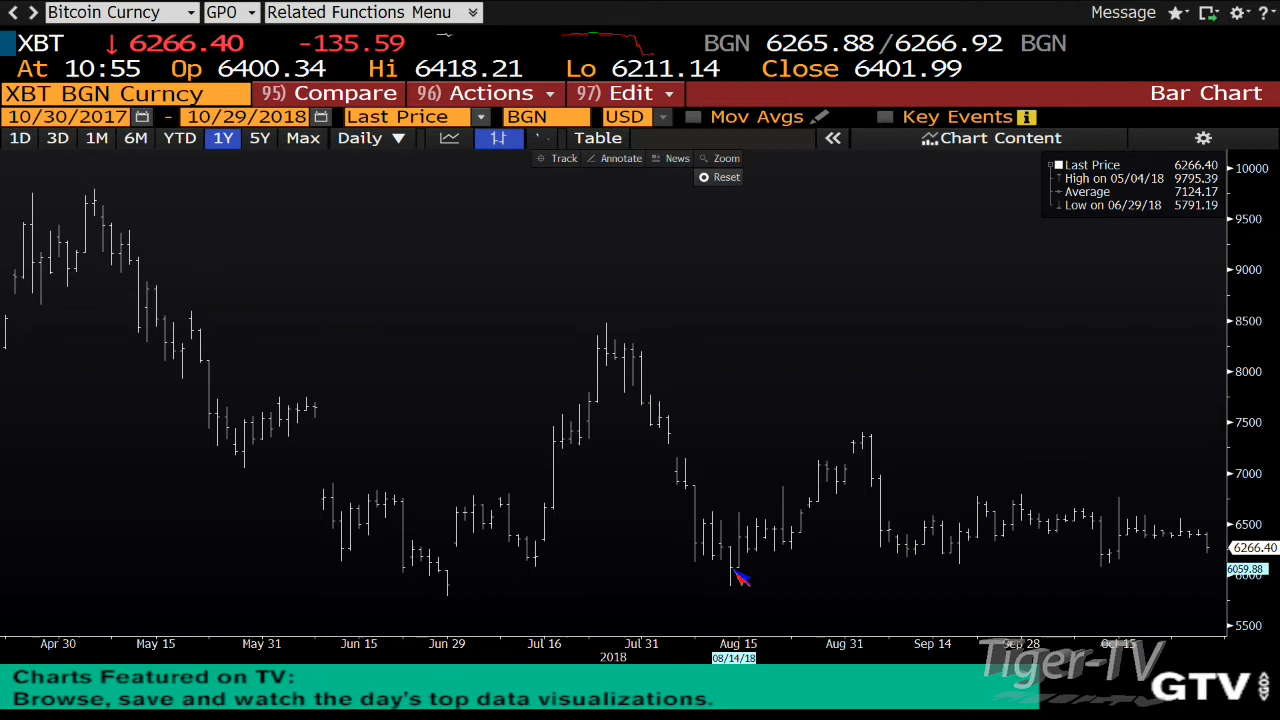 Bitcoin Curncy GPO Related Functions Menu Message ?
XBT ↓ 6266.40 -135.59 BGN 6265.88/6266.92 BGN
At 10:55 Op 6400.34 Hi 6418.21 Lo 6211.14 Close 6401.99
XBT BGN Curncy 95) Compare 96) Actions 97) Edit Bar Chart
10/30/2017 - 10/29/2018 Last Price BGN USD Mov Avgs Key Events
1D 3D 1M 6M YTD 1Y 5Y Max Daily ▼ Table « Chart Content
Track Annotate News Zoom
Reset
Last Price 6266.40
High on 05/04/18 9795.39
Average 7124.17
Low on 06/29/18 5791.19
10000
9500
9000
8500
8000
7500
7000
6500
6266.40
6059.88
6000
5500
Apr 30 May 15 May 31 Jun 15 Jun 29 Jul 16 Jul 31 Aug 15 Aug 31 Sep 14 Sep 28 Oct 15
2018 08/14/18
Tiger-TV
Charts Featured on TV:
Browse, save and watch the day's top data visualizations.
GTV